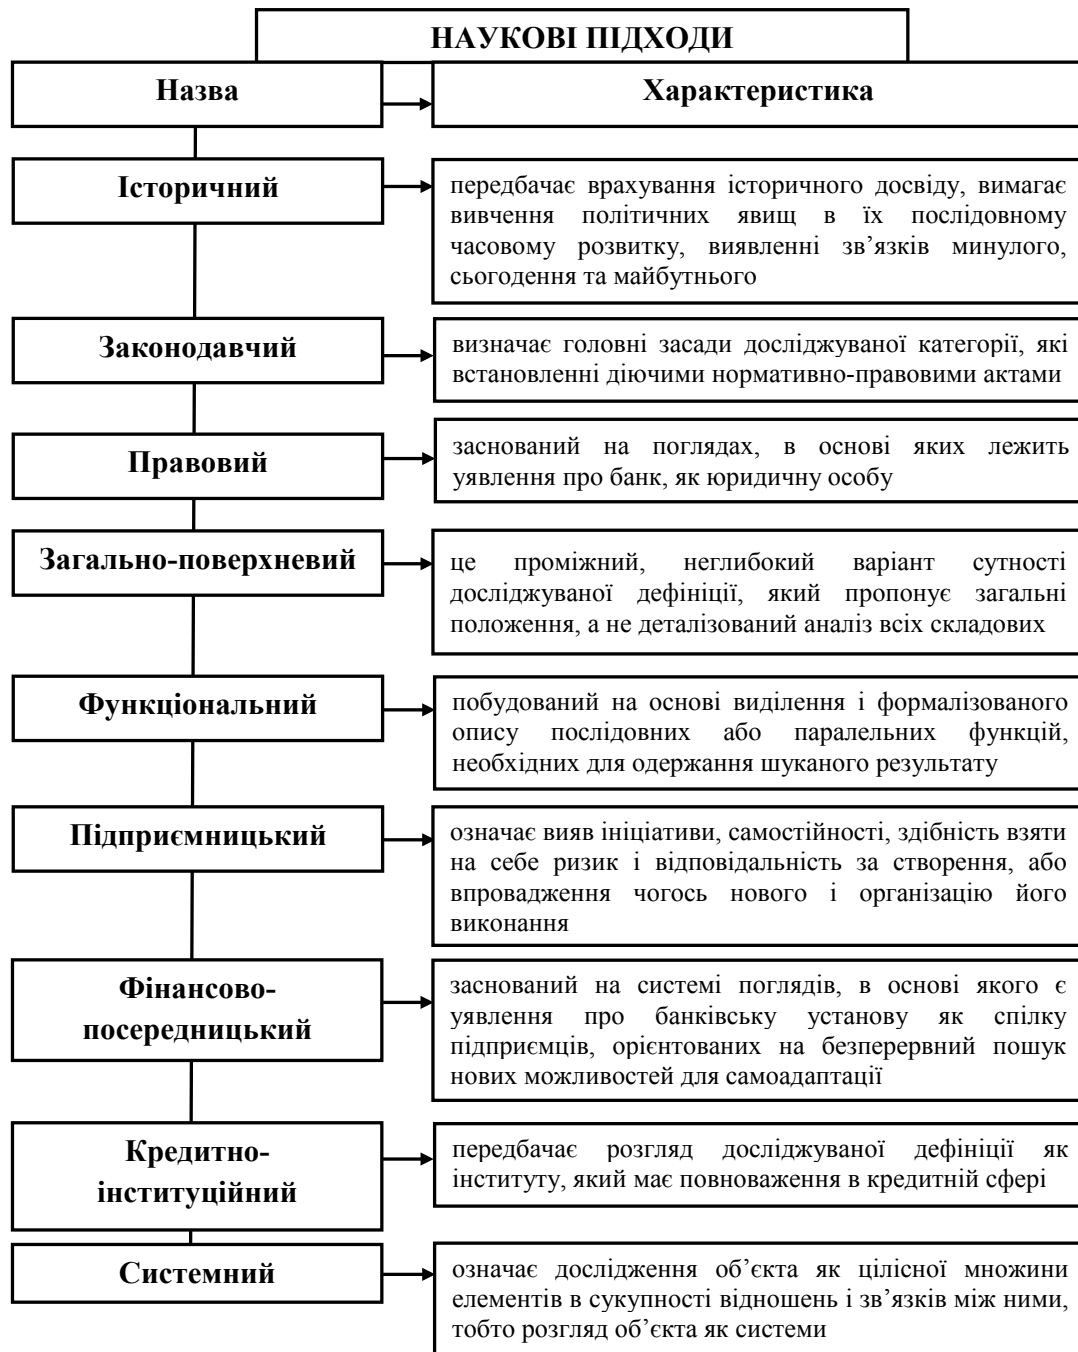 НАУКОВІ ПІДХОДИ
Назва
Характеристика
Історичний
передбачає врахування історичного досвіду, вимагає
вивчення політичних явищ в їх послідовному
часовому розвитку, виявленні зв’язків минулого,
сьогодення та майбутнього
Законодавчий
визначає головні засади досліджуваної категорії, які
встановленні діючими нормативно-правовими актами
Правовий
заснований на поглядах, в основі яких лежить
уявлення про банк, як юридичну особу
Загально-поверхневий
це проміжний, неглибокий варіант сутності
досліджуваної дефініції, який пропонує загальні
положення, а не деталізований аналіз всіх складових
Функціональний
побудований на основі виділення і формалізованого
опису послідовних або паралельних функцій,
необхідних для одержання шуканого результату
Підприємницький
означає вияв ініціативи, самостійності, здібність взяти
на себе ризик і відповідальність за створення, або
впровадження чогось нового і організацію його
виконання
Фінансово-
посередницький
заснований на системі поглядів, в основі якого є
уявлення про банківську установу як спілку
підприємців, орієнтованих на безперервний пошук
нових можливостей для самоадаптації
Кредитно-
інституційний
передбачає розгляд досліджуваної дефініції як
інституту, який має повноваження в кредитній сфері
Системний
означає дослідження об’єкта як цілісної множини
елементів в сукупності відношень і зв’язків між ними,
тобто розгляд об’єкта як системи